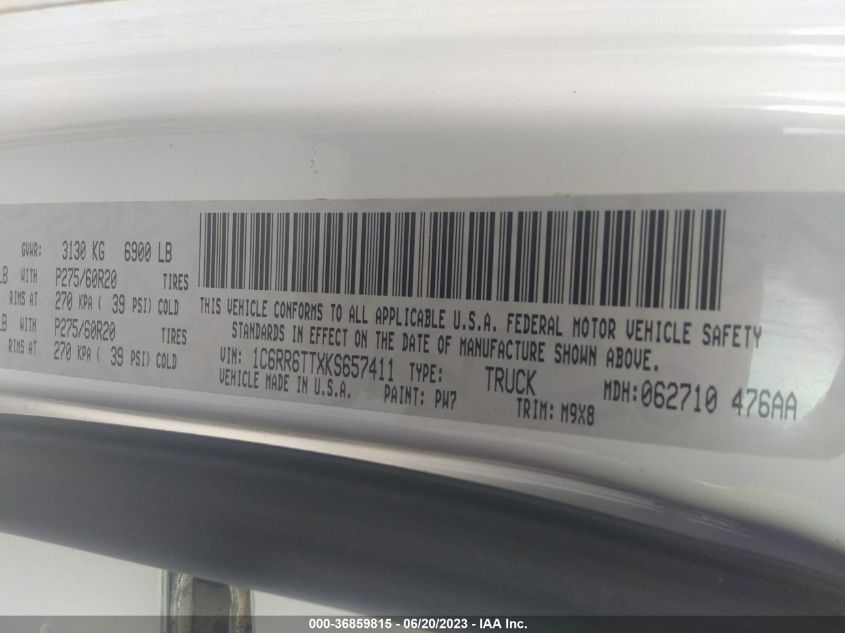 GVWR: 3130 KG 6900 LB
LB WITH P275/60R20 TIRES
RIMS AT 270 KPA ( 39 PSI) COLD
LB WITH P275/60R20 TIRES
RIMS AT 270 KPA ( 39 PSI) COLD
THIS VEHICLE CONFORMS TO ALL APPLICABLE U.S.A. FEDERAL MOTOR VEHICLE SAFETY
STANDARDS IN EFFECT ON THE DATE OF MANUFACTURE SHOWN ABOVE.
VIN: 1C6RR6TTXKS657411 TYPE: TRUCK MDH:062710 476AA
VEHICLE MADE IN U.S.A. PAINT: PW7 TRIM: M9X8
000-36859815 - 06/20/2023 - IAA Inc.